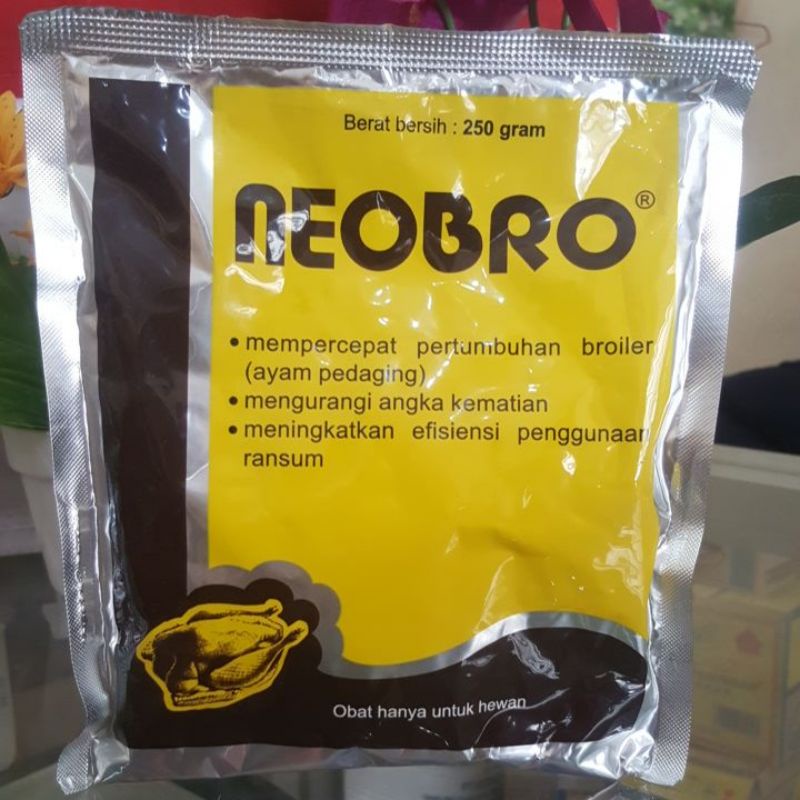 Berat bersih : 250 gram
NEOBRO®
• mempercepat pertumbuhan broiler
(ayam pedaging)
• mengurangi angka kematian
• meningkatkan efisiensi penggunaan
ransum
Obat hanya untuk hewan